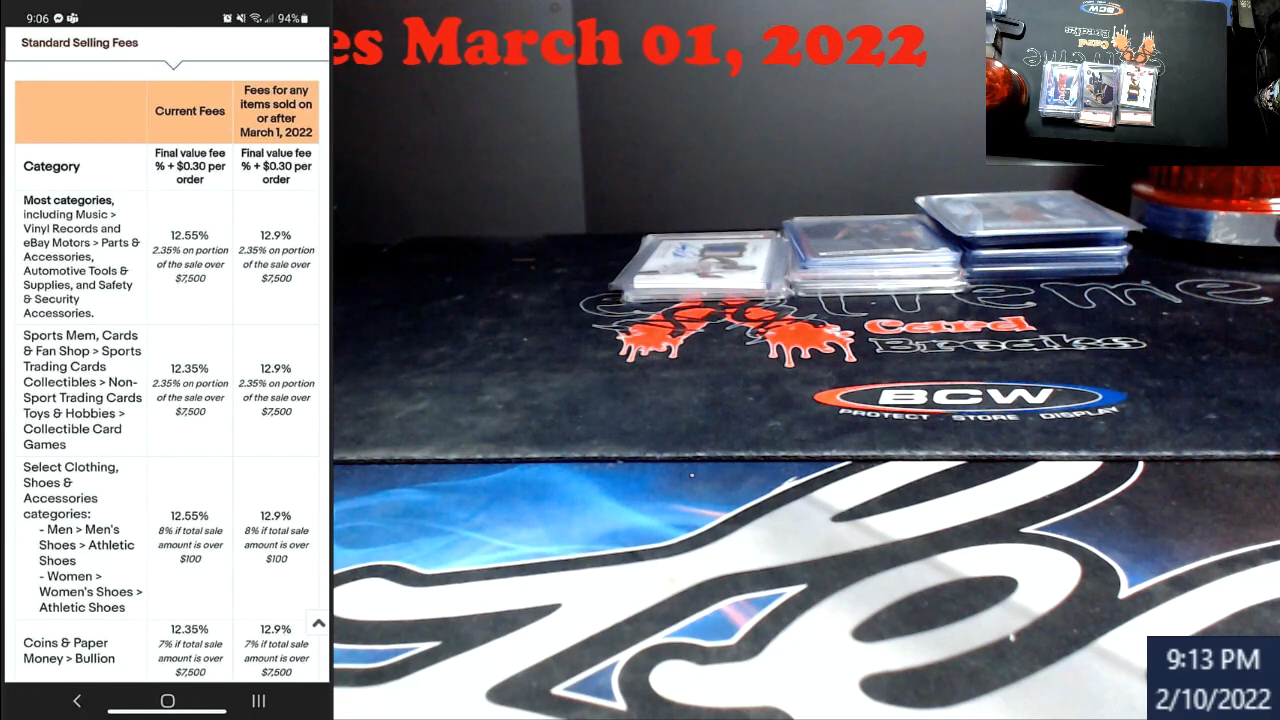 9:06
94%
Standard Selling Fees
es March 01, 2022
Current Fees
Fees for any
items sold on
or after
March 1, 2022
Category
Final value fee
% + $0.30 per
order
Final value fee
% + $0.30 per
order
Most categories,
including Music >
Vinyl Records and
eBay Motors > Parts &
Accessories,
Automotive Tools &
Supplies, and Safety
& Security
Accessories.
12.55%
2.35% on portion
of the sale over
$7,500
12.9%
2.35% on portion
of the sale over
$7,500
Sports Mem, Cards
& Fan Shop > Sports
Trading Cards
Collectibles > Non-
Sport Trading Cards
Toys & Hobbies >
Collectible Card
Games
12.35%
2.35% on portion
of the sale over
$7,500
12.9%
2.35% on portion
of the sale over
$7,500
Select Clothing,
Shoes &
Accessories
categories:
- Men > Men's
Shoes > Athletic
Shoes
- Women >
Women's Shoes >
Athletic Shoes
12.55%
8% if total sale
amount is over
$100
12.9%
8% if total sale
amount is over
$100
Coins & Paper
Money > Bullion
12.35%
7% if total sale
amount is over
$7,500
12.9%
7% if total sale
amount is over
$7,500
BCW
Card
Breaks
extreme
Card
Breaks
BCW
PROTECT STORE DISPLAY
9:13 PM
2/10/2022